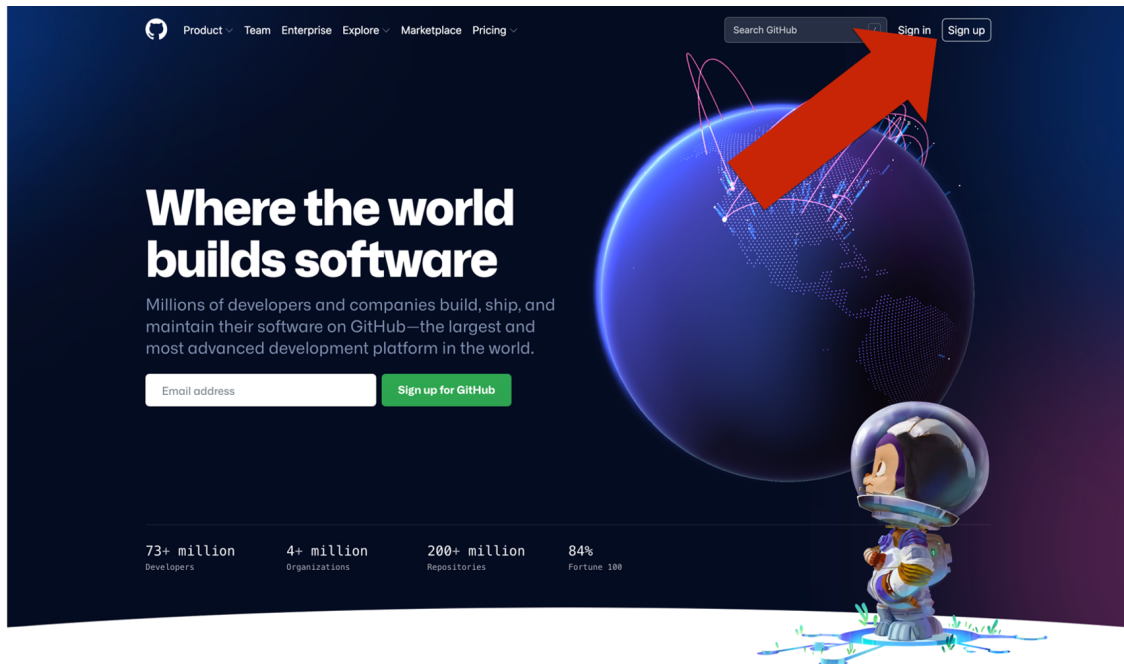 Product Team Enterprise Explore Marketplace Pricing Search GitHub / Sign in Sign up
Where the world
builds software
Millions of developers and companies build, ship, and
maintain their software on GitHub—the largest and
most advanced development platform in the world.
Email address Sign up for GitHub
73+ million 4+ million 200+ million 84%
Developers Organizations Repositories Fortune 100